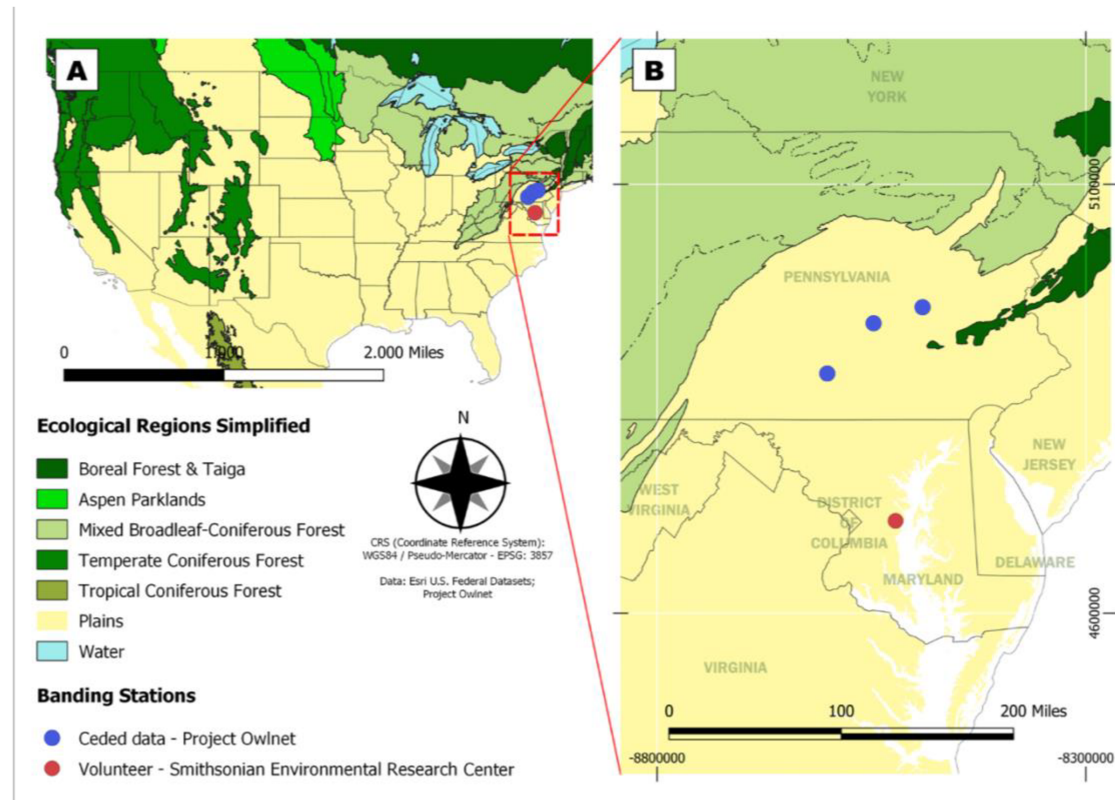 A
0
1.000
2.000 Miles
Ecological Regions Simplified
Boreal Forest & Taiga
Aspen Parklands
Mixed Broadleaf-Coniferous Forest
Temperate Coniferous Forest
Tropical Coniferous Forest
Plains
Water
N
CRS (Coordinate Reference System):
WGS84 / Pseudo-Mercator - EPSG: 3857
Data: Esri U.S. Federal Datasets;
Project Owlnet
Banding Stations
Ceded data - Project Owlnet
Volunteer - Smithsonian Environmental Research Center
B
NEW
YORK
5100000
PENNSYLVANIA
NEW
JERSEY
WEST
VIRGINIA
DISTRICT
OF
COLUMBIA
DELAWARE
MARYLAND
4600000
VIRGINIA
0
100
200 Miles
-8800000
-8300000